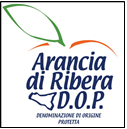 Arancia
di Ribera
D.O.P.
DENOMINAZIONE DI ORIGINE
PROTETTA